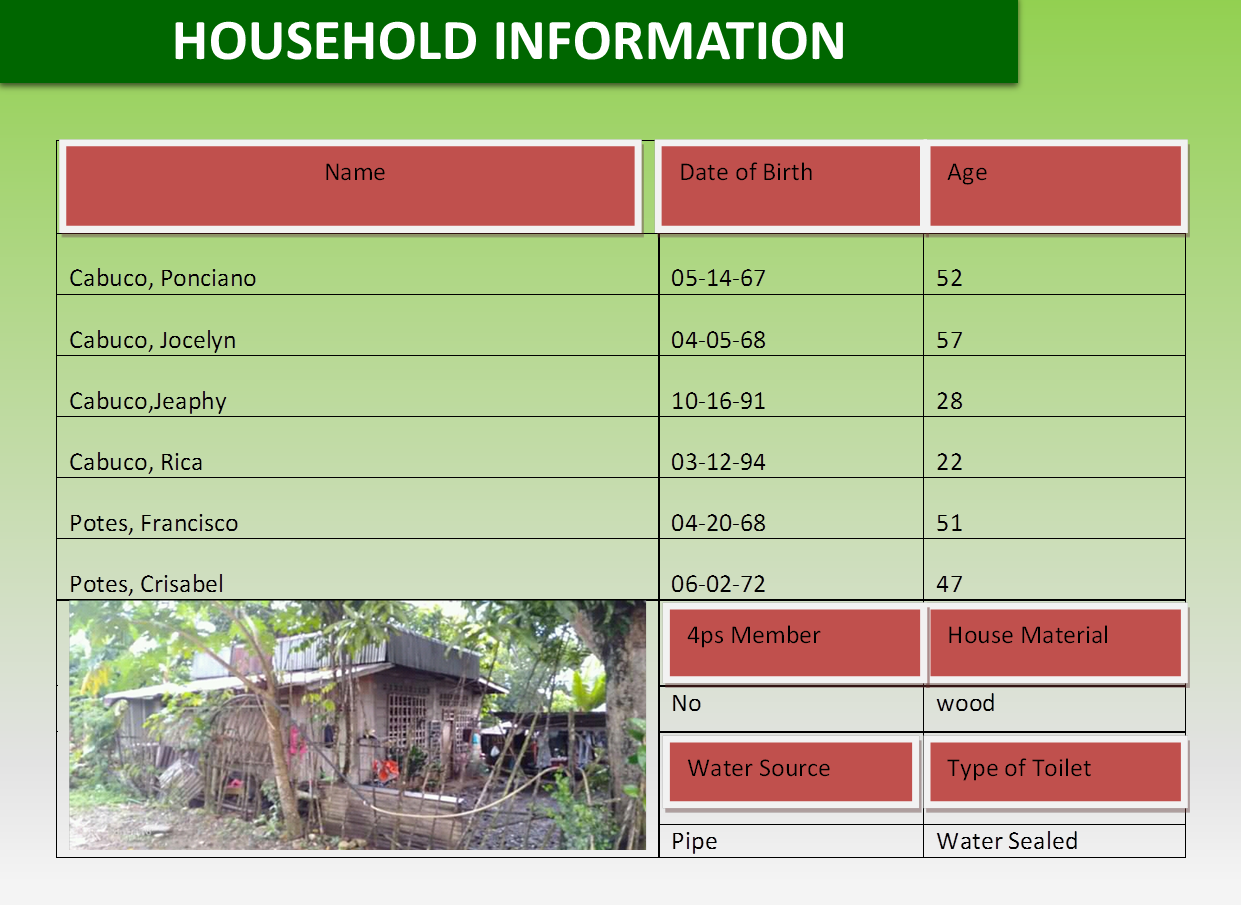 HOUSEHOLD INFORMATION
Name Date of Birth Age
Cabuco, Ponciano 05-14-67 52
Cabuco, Jocelyn 04-05-68 57
Cabuco,Jeaphy 10-16-91 28
Cabuco, Rica 03-12-94 22
Potes, Francisco 04-20-68 51
Potes, Crisabel 06-02-72 47
4ps Member House Material
No wood
Water Source Type of Toilet
Pipe Water Sealed